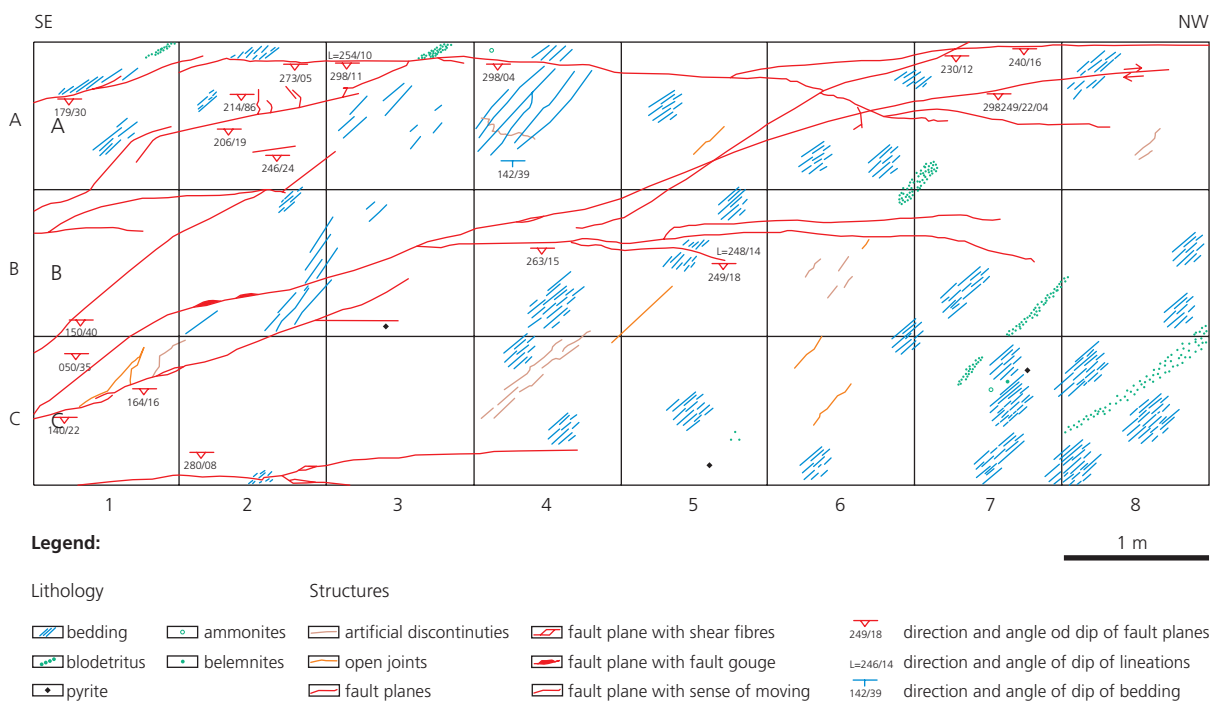 SE NW
L=254/10
273/05 298/11 298/04 230/12 240/16
179/30 214/86 298249/22/04
A A
206/19
246/24
142/39
B B
263/15 L=248/14
249/18
150/40
050/35
164/16
C C
140/22
280/08
1 2 3 4 5 6 7 8
Legend:
1 m
Lithology Structures
bedding ammonites artificial discontinuties fault plane with shear fibres 249/18 direction and angle od dip of fault planes
blodetritus belemnites open joints fault plane with fault gouge L=246/14 direction and angle of dip of lineations
pyrite fault planes fault plane with sense of moving 142/39 direction and angle of dip of bedding